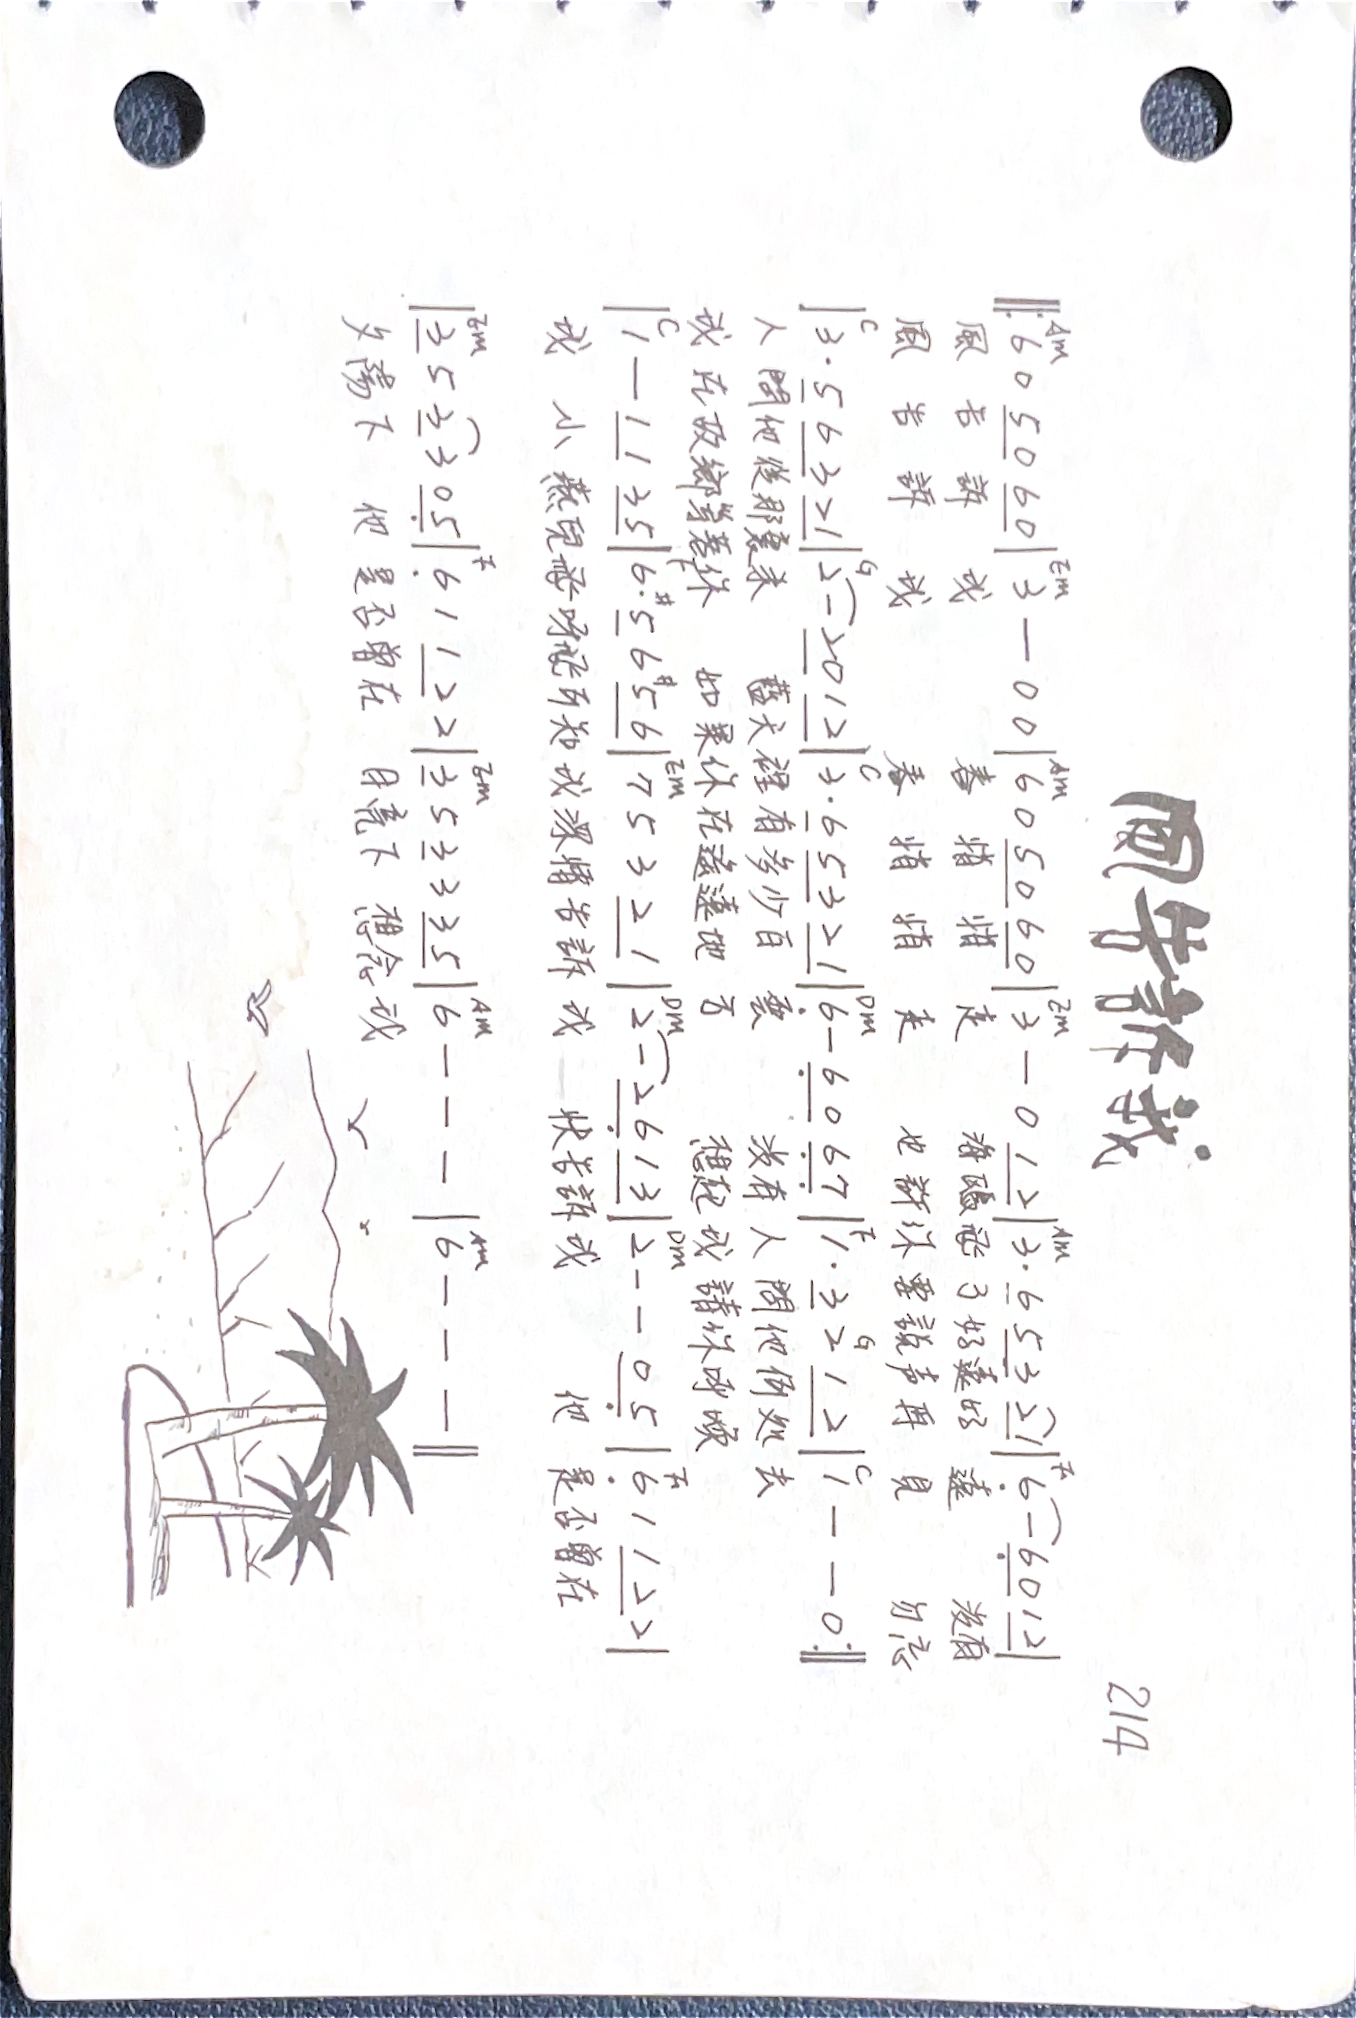 風告訴我
214
Am Em Am Em Am F
‖: 6 0 5 0 6 0 | 3 — 0 0 | 6 0 5 0 6 0 | 3 — 0 1 2 | 3 · 6 5 3 2 1 | 6 — 6 0 1 2 |
風 告 訴 我 春 悄 悄 走 海鷗飛了好遠好 遠 沒有
風 告 訴 我 春 悄 悄 走 也許你要說声再 見 勿忘
C G C Dm F G C
| 3 · 5 6 3 2 1 | 2 — 2 0 1 2 | 3 · 6 5 3 2 1 | 6 — 6 0 6 7 | 1 · 3 2 1 2 | 1 — — 0 :‖
人 問他從那裏来 藍天裡有多少白 雲 沒有 人 問他何処去
我 在故鄉等著你 如果你在遙遠地 方 想起 我 請你呼喚
C F Em Dm Dm F
| 1 — 1 1 3 5 | 6 · #5 6 #5 6 | 7 5 3 2 1 | 2 — 2 6 1 3 | 2 — — 0 5 | 6 1 1 2 2 |
我 小 燕兒飛呀飛可知我深情告訴 我 快告訴 我 他 是否曾在
Em F Em Am Am
| 3 5 3 3 0 5 | 6 1 1 2 2 | 3 5 3 3 3 5 | 6 — — — | 6 — — — ‖
夕陽下 他 是否曾在 月亮下 想念 我